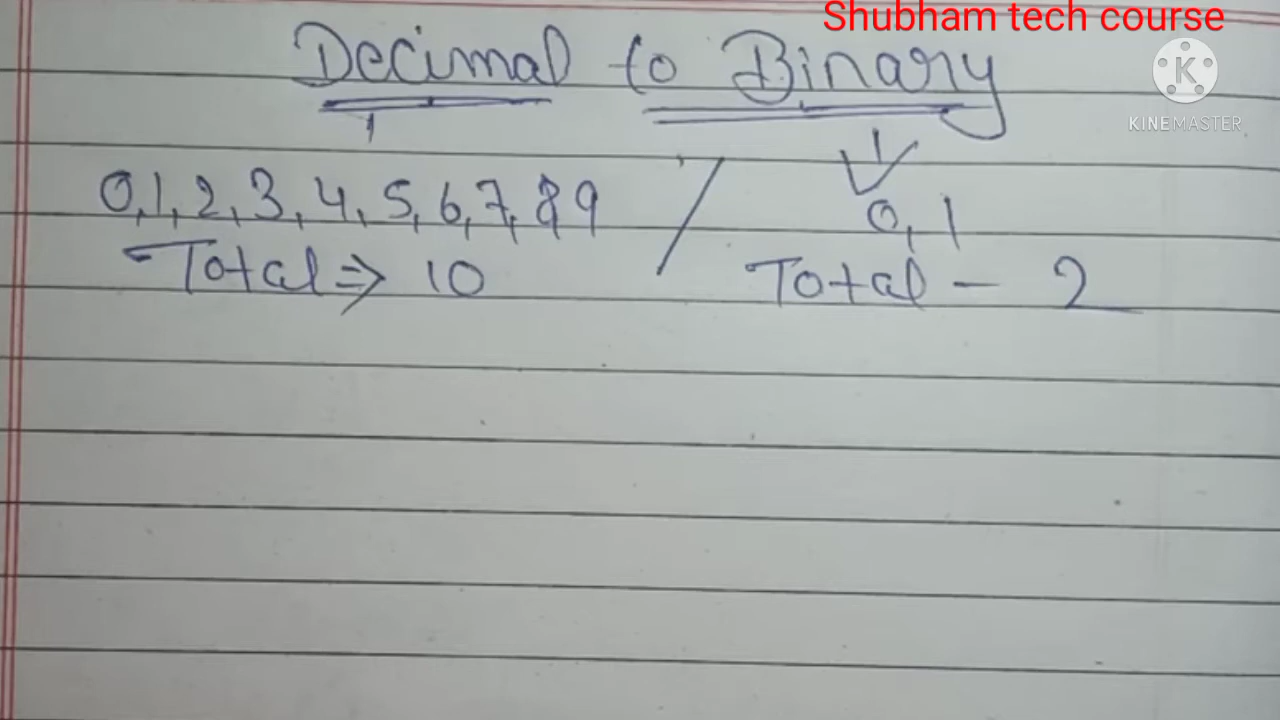 Shubham tech course
Decimal to Binary
KINEMASTER
0,1,2,3,4,5,6,7,8,9 / 0,1
Total ⇒ 10 Total - 2